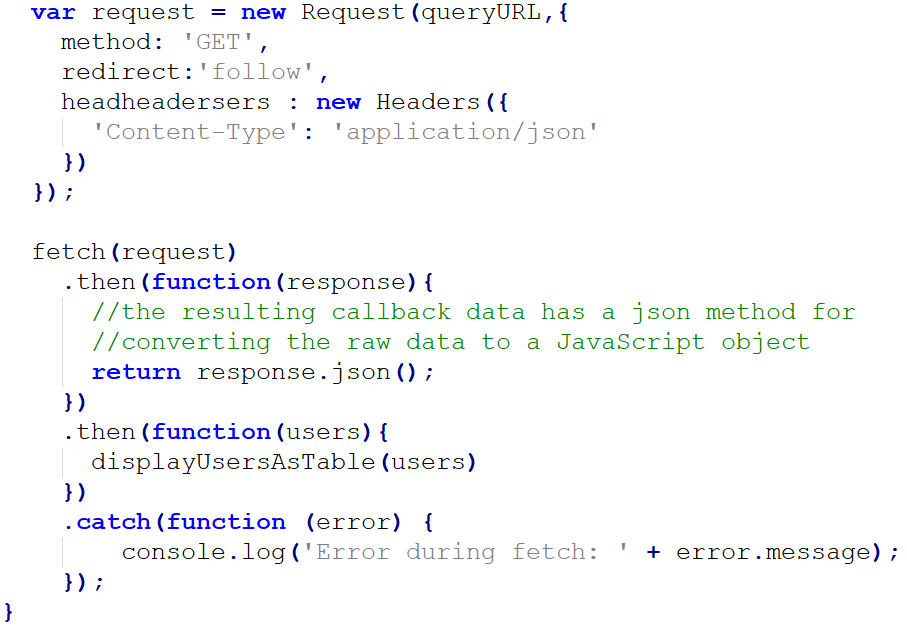 var request = new Request(queryURL,{
method: 'GET',
redirect:'follow',
headheadersers : new Headers({
'Content-Type': 'application/json'
})
});
fetch(request)
.then(function(response){
//the resulting callback data has a json method for
//converting the raw data to a JavaScript object
return response.json();
})
.then(function(users){
displayUsersAsTable(users)
})
.catch(function (error) {
console.log('Error during fetch: ' + error.message);
});
}